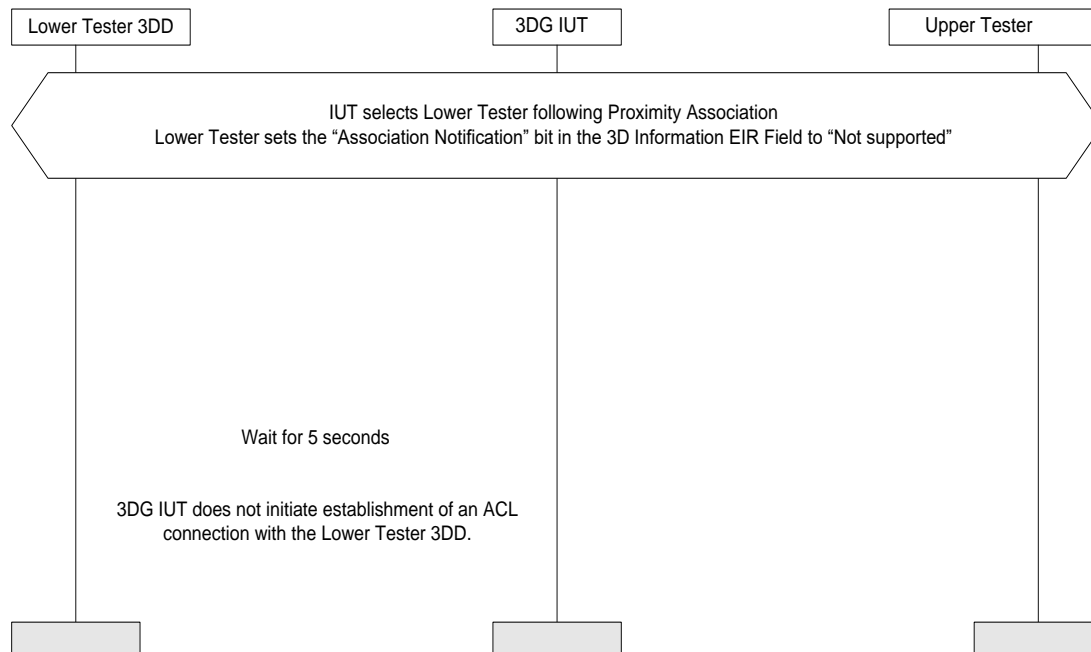 Lower Tester 3DD
3DG IUT
Upper Tester
IUT selects Lower Tester following Proximity Association
Lower Tester sets the “Association Notification” bit in the 3D Information EIR Field to “Not supported”
Wait for 5 seconds
3DG IUT does not initiate establishment of an ACL
connection with the Lower Tester 3DD.